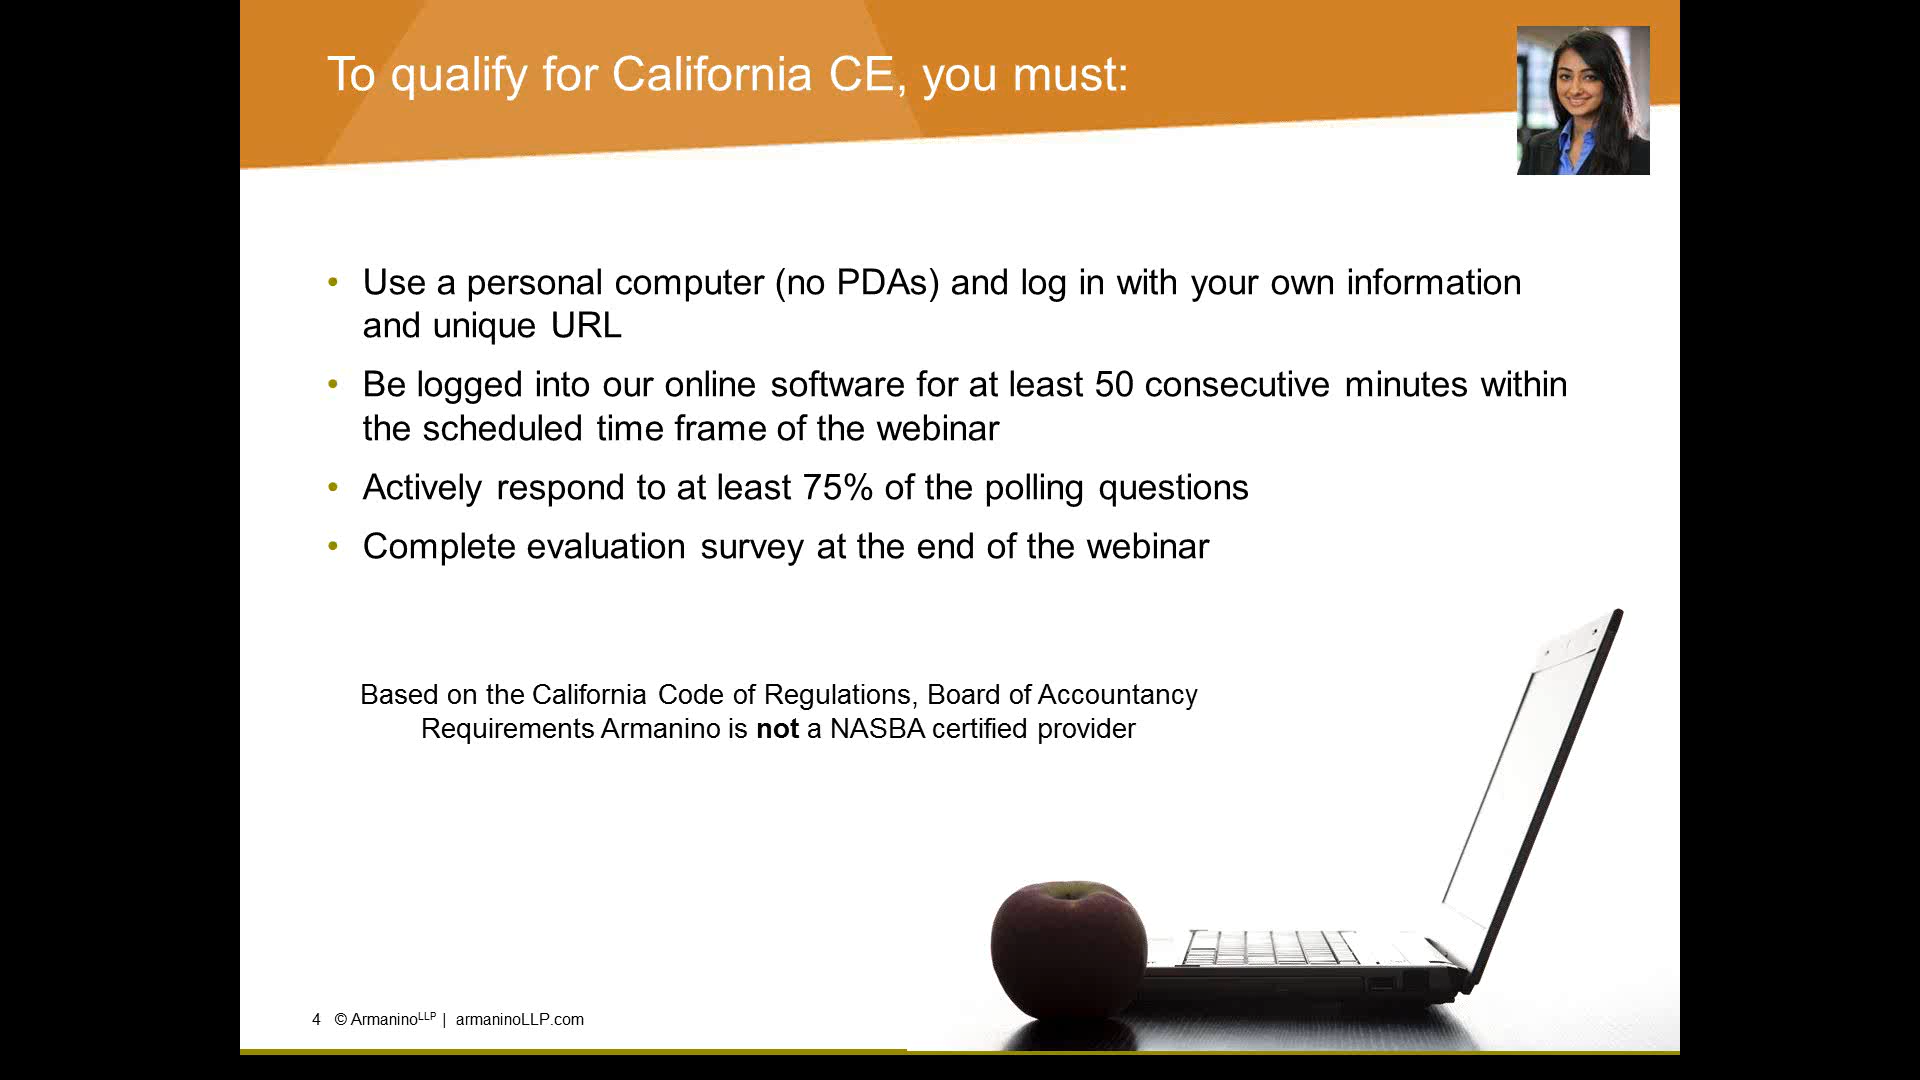 To qualify for California CE, you must:
• Use a personal computer (no PDAs) and log in with your own information
and unique URL
• Be logged into our online software for at least 50 consecutive minutes within
the scheduled time frame of the webinar
• Actively respond to at least 75% of the polling questions
• Complete evaluation survey at the end of the webinar
Based on the California Code of Regulations, Board of Accountancy
Requirements Armanino is not a NASBA certified provider
4 © ArmaninoLLP | armaninoLLP.com